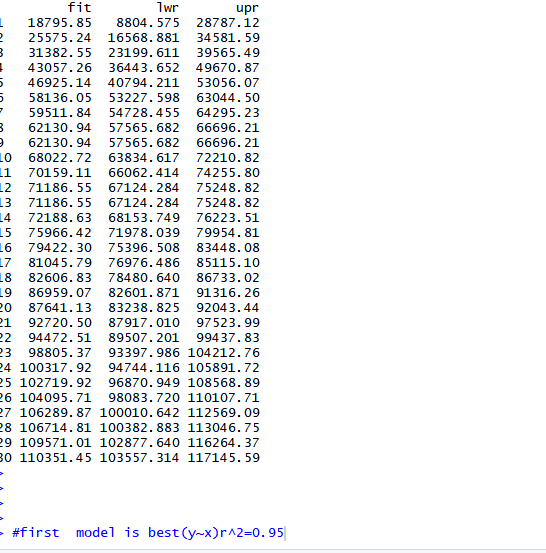 fit lwr upr
1 18795.85 8804.575 28787.12
2 25575.24 16568.881 34581.59
3 31382.55 23199.611 39565.49
4 43057.26 36443.652 49670.87
5 46925.14 40794.211 53056.07
6 58136.05 53227.598 63044.50
7 59511.84 54728.455 64295.23
8 62130.94 57565.682 66696.21
9 62130.94 57565.682 66696.21
10 68022.72 63834.617 72210.82
11 70159.11 66062.414 74255.80
12 71186.55 67124.284 75248.82
13 71186.55 67124.284 75248.82
14 72188.63 68153.749 76223.51
15 75966.42 71978.039 79954.81
16 79422.30 75396.508 83448.08
17 81045.79 76976.486 85115.10
18 82606.83 78480.640 86733.02
19 86959.07 82601.871 91316.26
20 87641.13 83238.825 92043.44
21 92720.50 87917.010 97523.99
22 94472.51 89507.201 99437.83
23 98805.37 93397.986 104212.76
24 100317.92 94744.116 105891.72
25 102719.92 96870.949 108568.89
26 104095.71 98083.720 110107.71
27 106289.87 100010.642 112569.09
28 106714.81 100382.883 113046.75
29 109571.01 102877.640 116264.37
30 110351.45 103557.314 117145.59
>
>
>
>
> #first  model is best(y~x)r^2=0.95